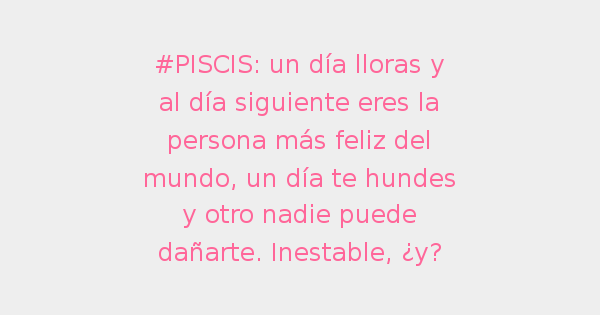 #PISCIS: un día lloras y
al día siguiente eres la
persona más feliz del
mundo, un día te hundes
y otro nadie puede
dañarte. Inestable, ¿y?